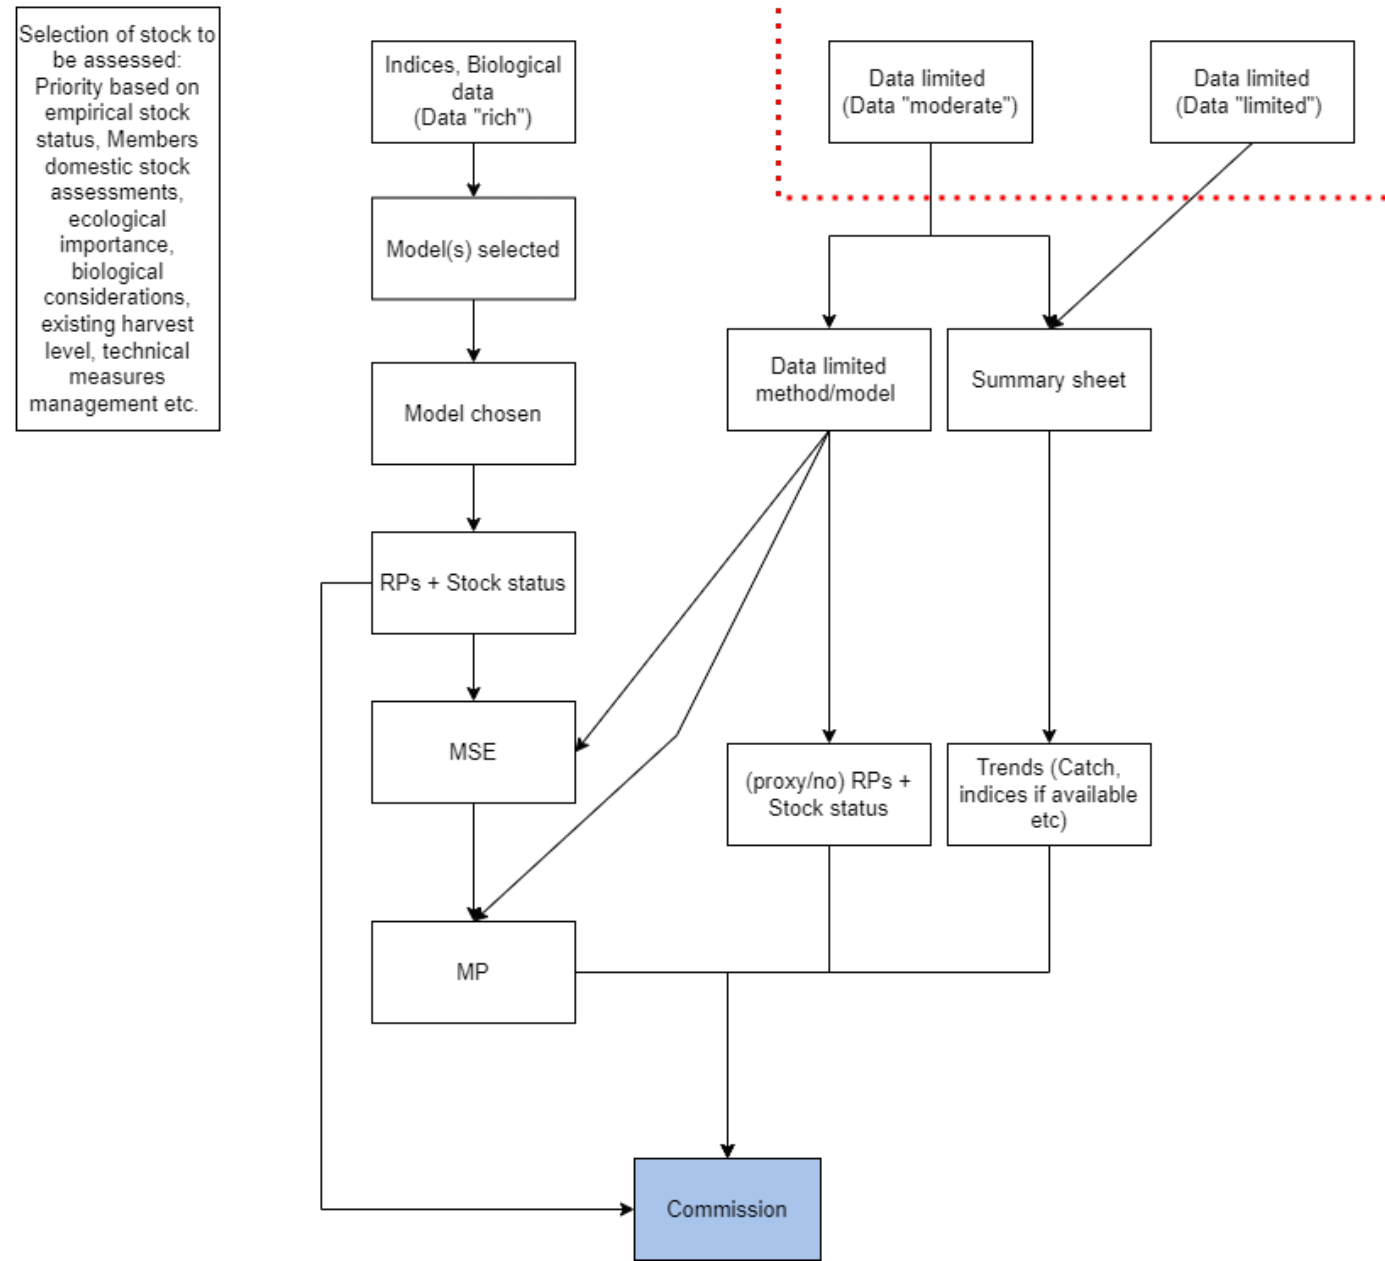 Selection of stock to
be assessed:
Priority based on
empirical stock
status, Members
domestic stock
assessments,
ecological
importance,
biological
considerations,
existing harvest
level, technical
measures
management etc.
Indices, Biological
data
(Data "rich")
Data limited
(Data "moderate")
Data limited
(Data "limited")
Model(s) selected
Model chosen
Data limited
method/model
Summary sheet
RPs + Stock status
MSE
(proxy/no) RPs +
Stock status
Trends (Catch,
indices if available
etc)
MP
Commission